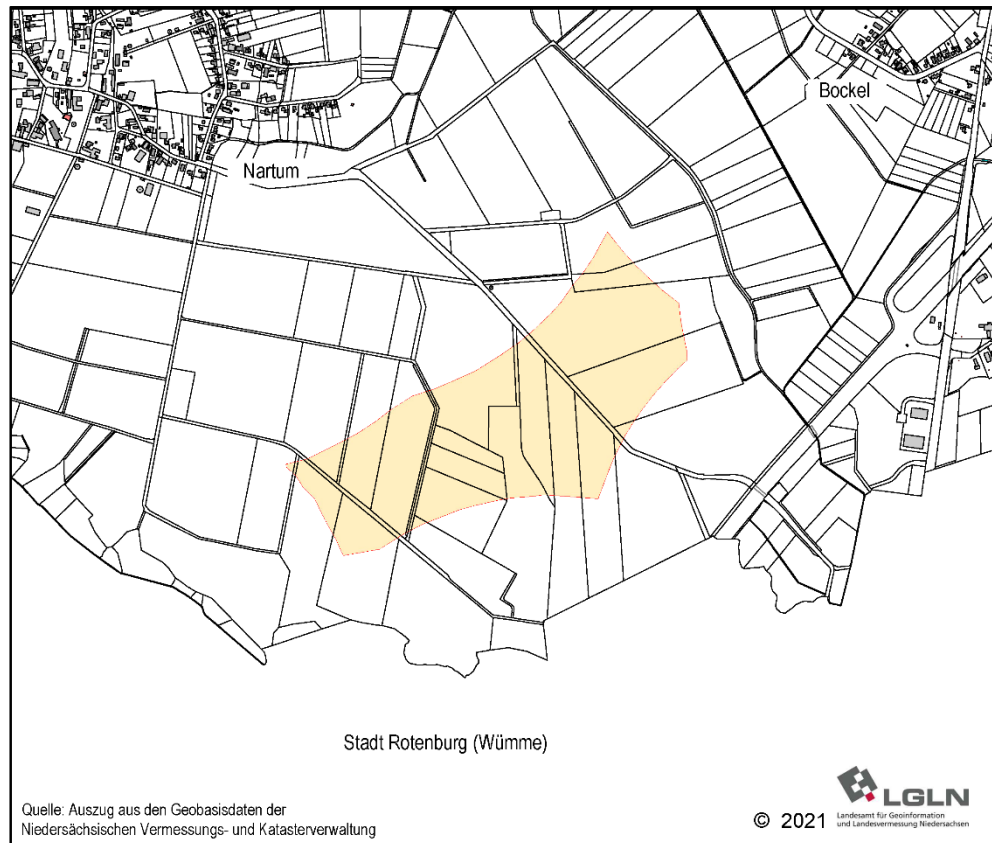 Bockel
Nartum
Stadt Rotenburg (Wümme)
Quelle: Auszug aus den Geobasisdaten der
Niedersächsischen Vermessungs- und Katasterverwaltung
© 2021
LGLN
Landesamt für Geoinformation
und Landesvermessung Niedersachsen